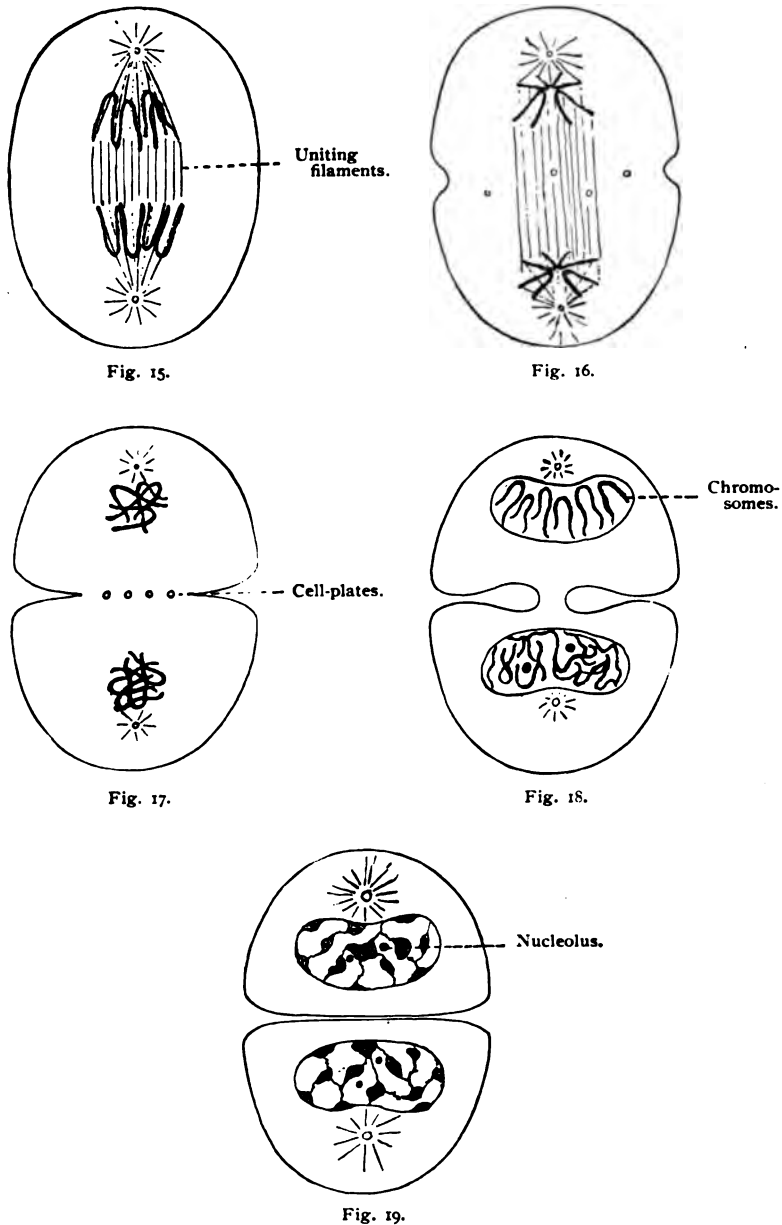 Uniting
filaments.
Fig. 15.
Fig. 16.
Cell-plates.
Chromo-
somes.
Fig. 17.
Fig. 18.
Nucleolus.
Fig. 19.